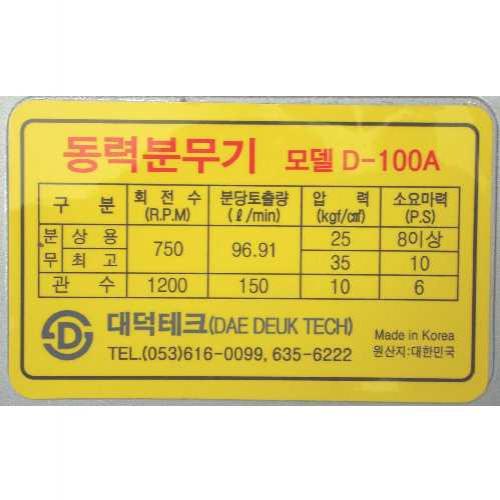 동력분무기 모델 D-100A
구 분 회 전 수 (R.P.M) 분당토출량 (ℓ/min) 압 력 (kgf/㎠) 소요마력 (P.S)
분무 상 용 750 96.91 25 8이상
최 고 35 10
관 수 1200 150 10 6
대덕테크(DAE DEUK TECH)
TEL.(053)616-0099, 635-6222
Made in Korea
원산지:대한민국